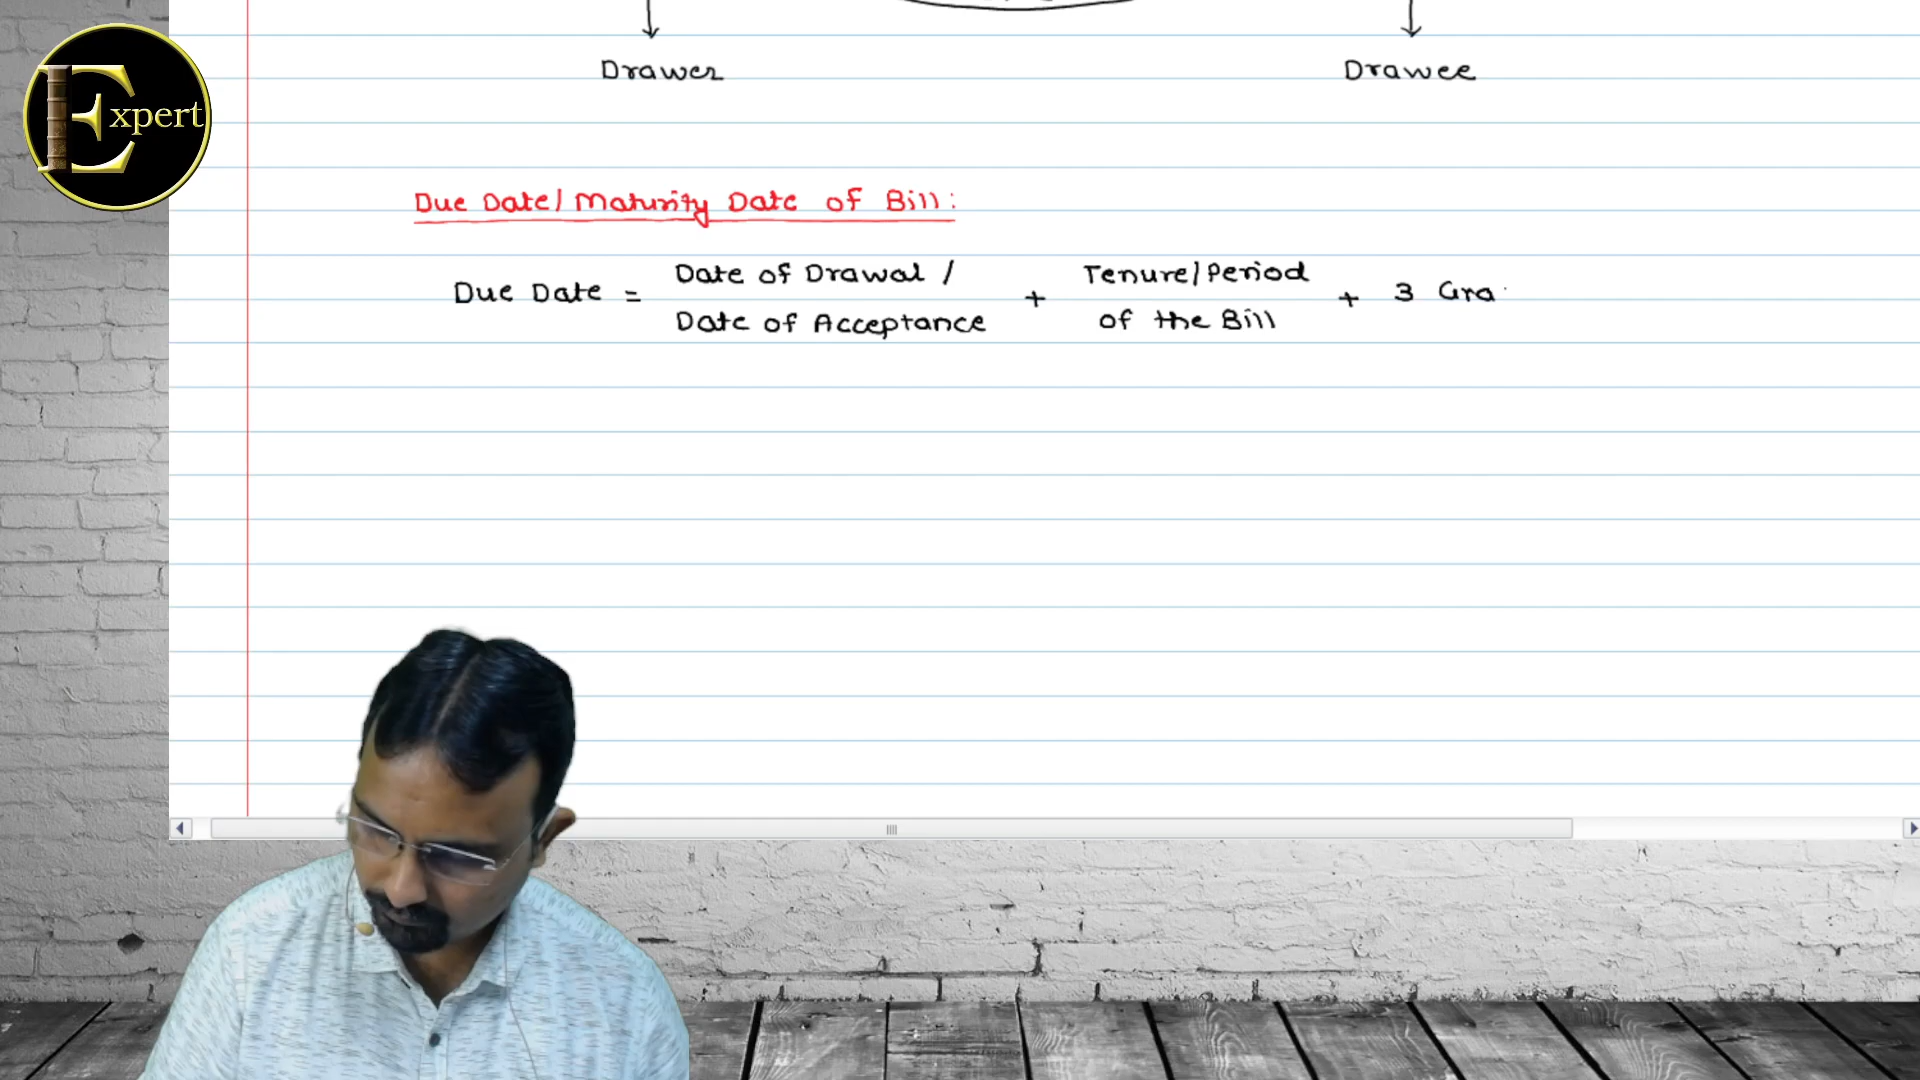 Expert
Drawer
Drawee
Due Date/Maturity Date of Bill:
Due Date = Date of Drawal / Date of Acceptance + Tenure/Period of the Bill + 3 Gra